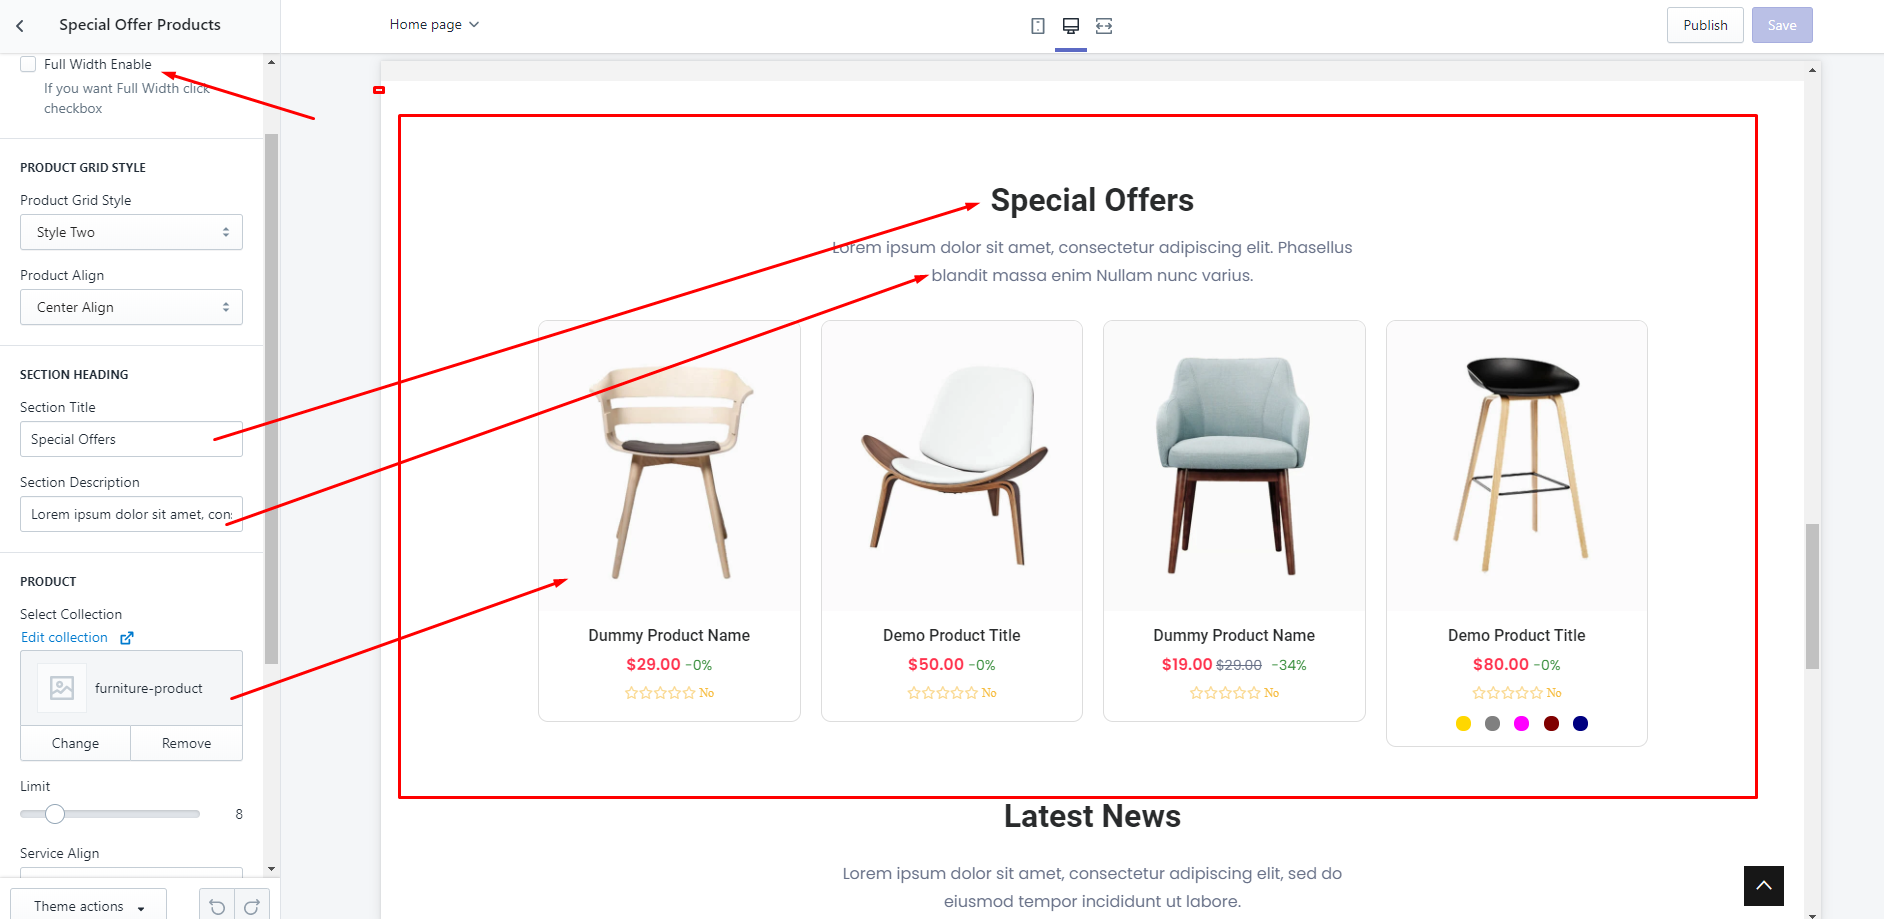 Special Offer Products
Home page
Publish
Save
Full Width Enable
If you want Full Width click
checkbox
PRODUCT GRID STYLE
Product Grid Style
Style Two
Product Align
Center Align
SECTION HEADING
Section Title
Special Offers
Section Description
Lorem ipsum dolor sit amet, con
PRODUCT
Select Collection
Edit collection
furniture-product
Change Remove
Limit
8
Service Align
Theme actions
Special Offers
Lorem ipsum dolor sit amet, consectetur adipiscing elit. Phasellus
blandit massa enim Nullam nunc varius.
Dummy Product Name
$29.00 -0%
No
Demo Product Title
$50.00 -0%
No
Dummy Product Name
$19.00 $29.00 -34%
No
Demo Product Title
$80.00 -0%
No
Latest News
Lorem ipsum dolor sit amet, consectetur adipiscing elit, sed do
eiusmod tempor incididunt ut labore.